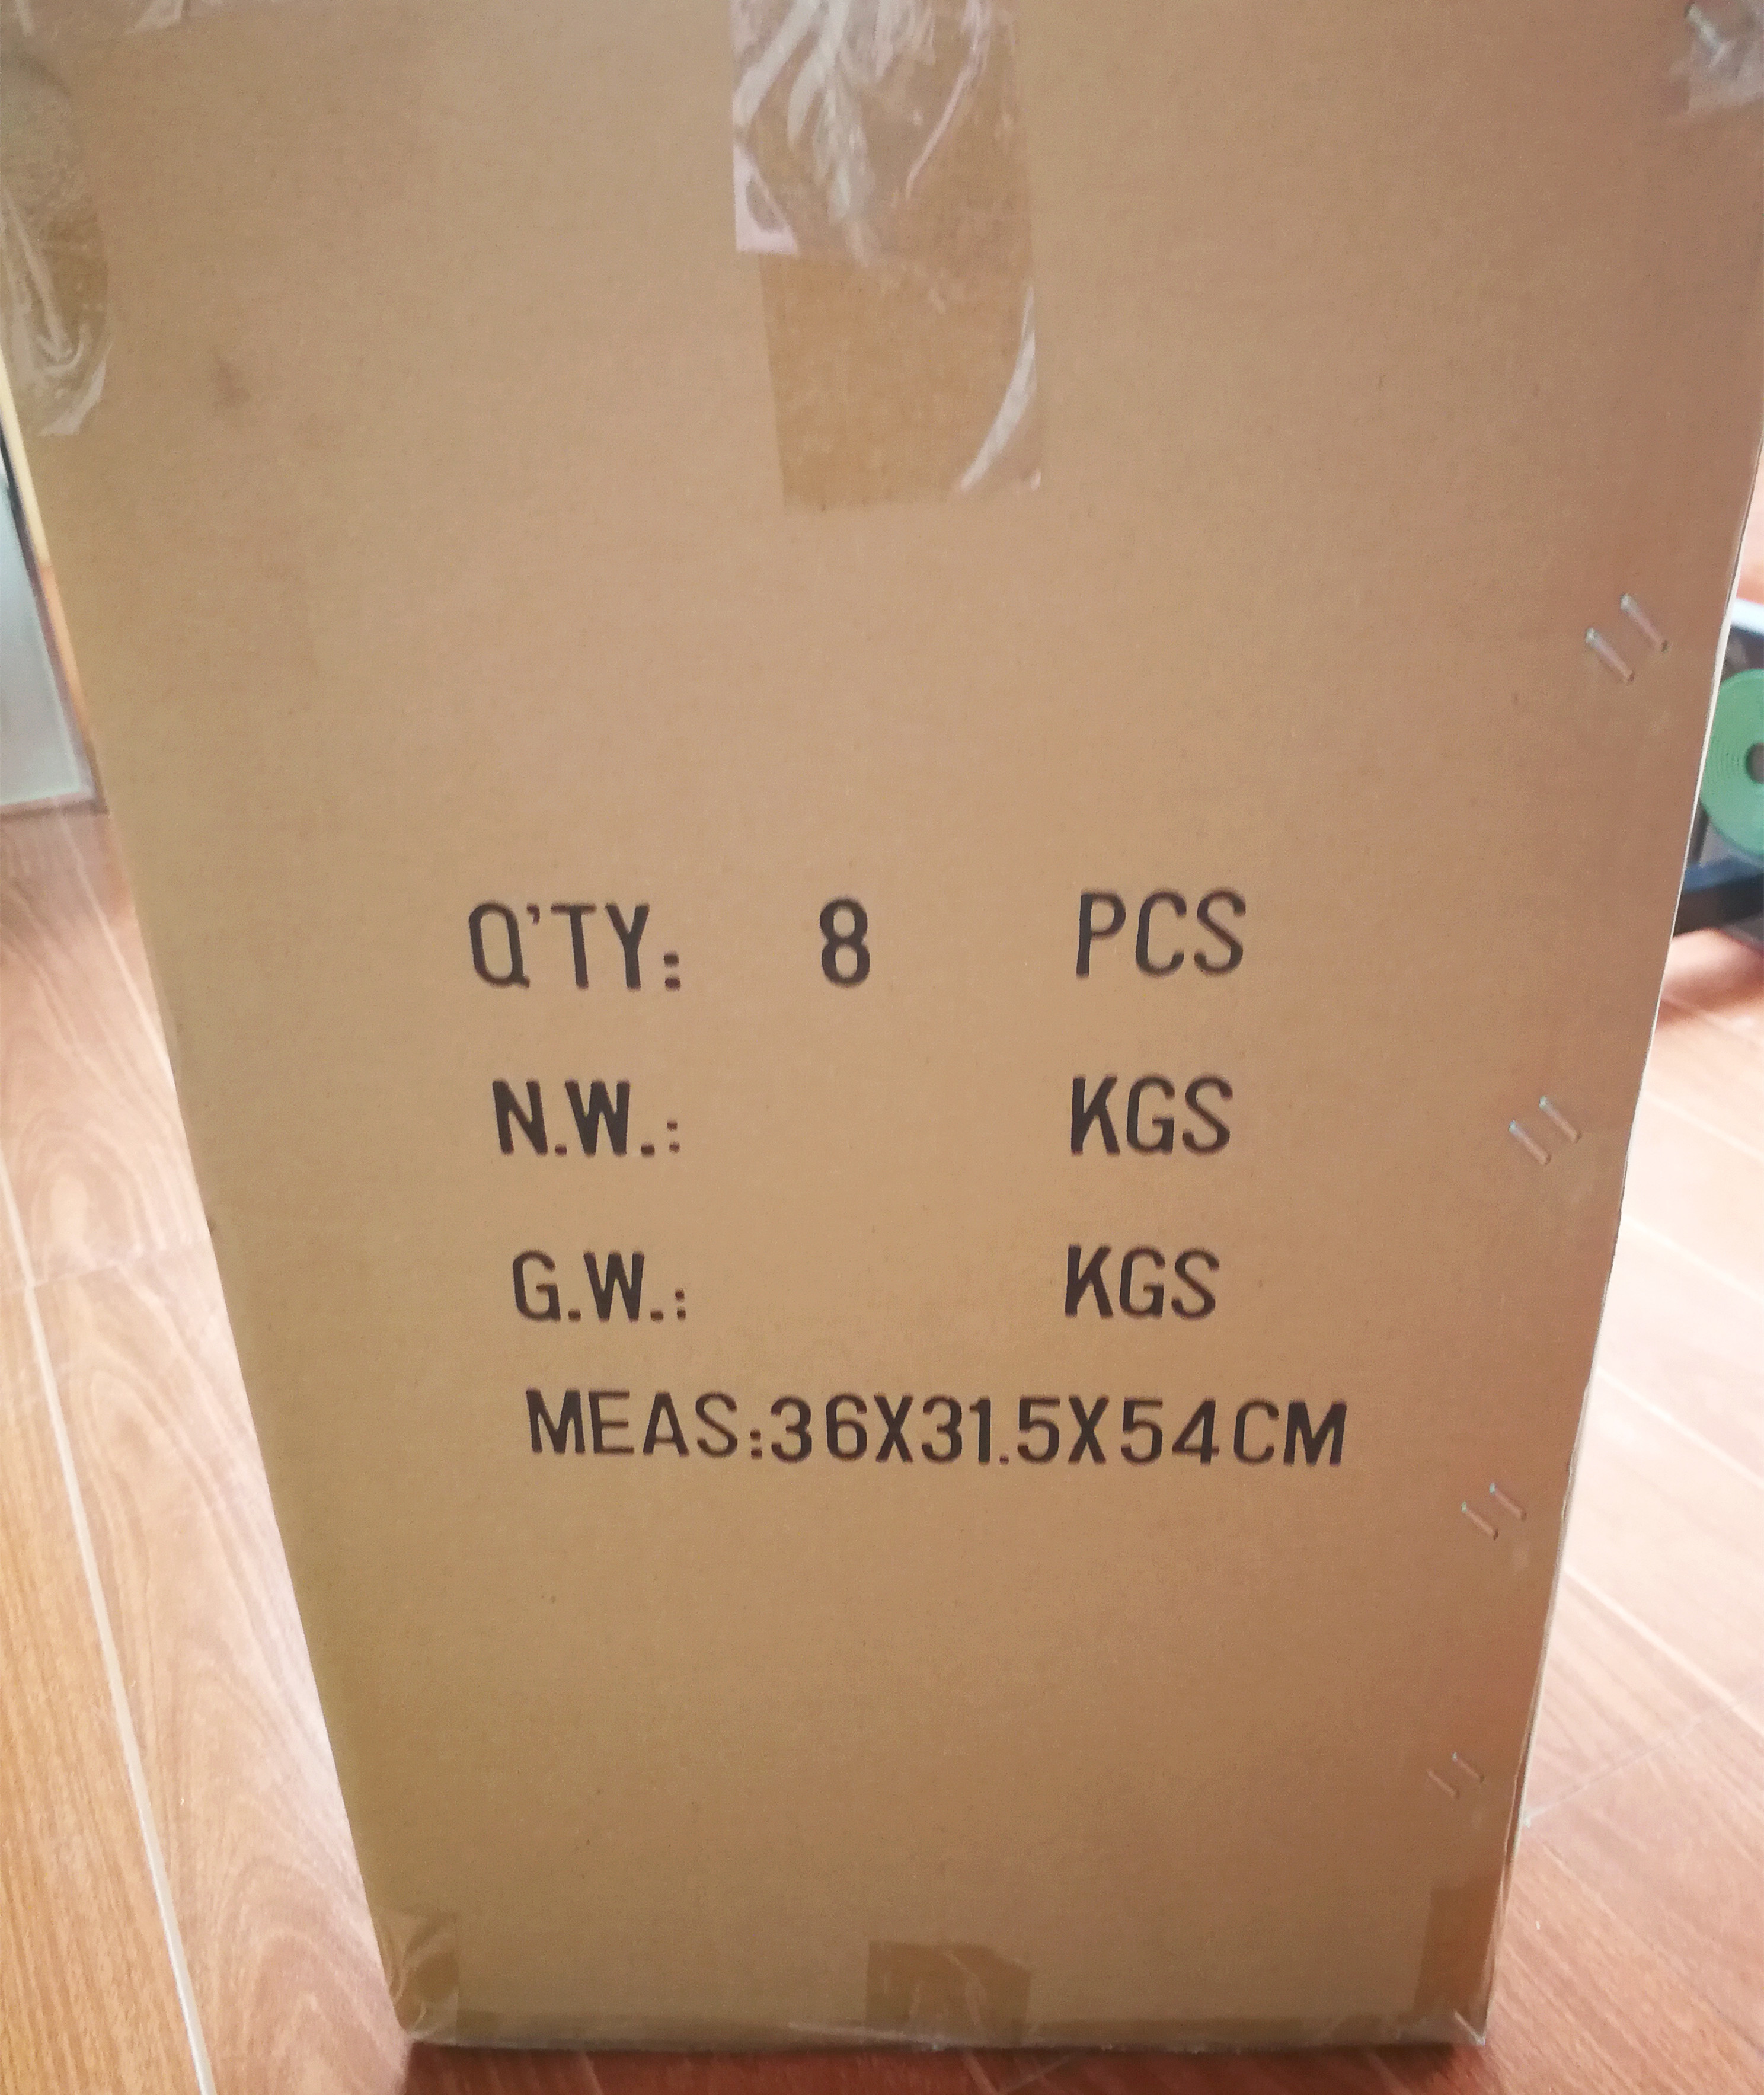 Q'TY: 8 PCS
N.W.: KGS
G.W.: KGS
MEAS:36X31.5X54CM